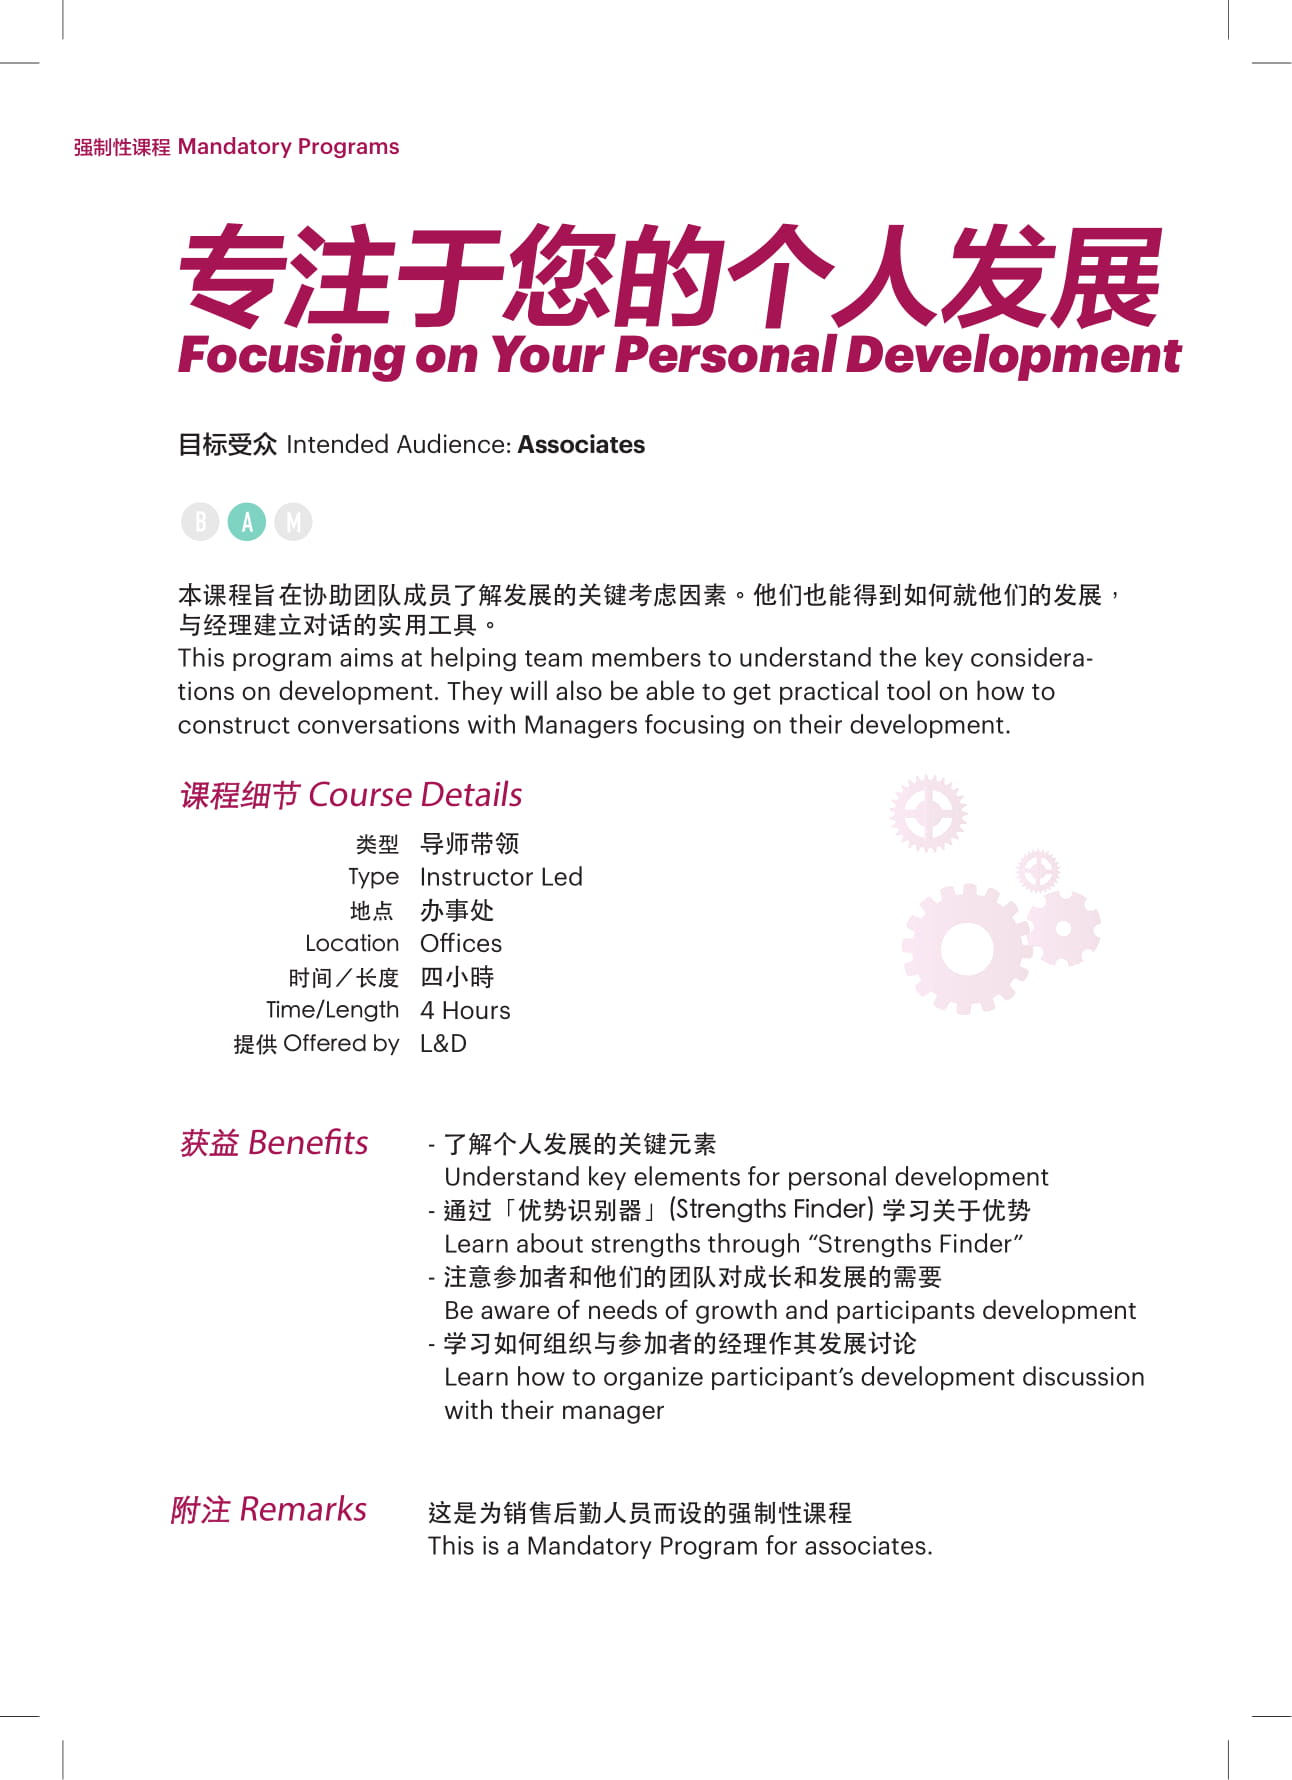 强制性课程 Mandatory Programs
专注于您的个人发展
Focusing on Your Personal Development
目标受众 Intended Audience: Associates
B A M
本课程旨在协助团队成员了解发展的关键考虑因素。他们也能得到如何就他们的发展，
与经理建立对话的实用工具。
This program aims at helping team members to understand the key considera-
tions on development. They will also be able to get practical tool on how to
construct conversations with Managers focusing on their development.
课程细节 Course Details
类型 导师带领
Type Instructor Led
地点 办事处
Location Offices
时间／长度 四小時
Time/Length 4 Hours
提供 Offered by L&D
获益 Benefits - 了解个人发展的关键元素
Understand key elements for personal development
- 通过「优势识别器」(Strengths Finder) 学习关于优势
Learn about strengths through “Strengths Finder”
- 注意参加者和他们的团队对成长和发展的需要
Be aware of needs of growth and participants development
- 学习如何组织与参加者的经理作其发展讨论
Learn how to organize participant’s development discussion
with their manager
附注 Remarks 这是为销售后勤人员而设的强制性课程
This is a Mandatory Program for associates.